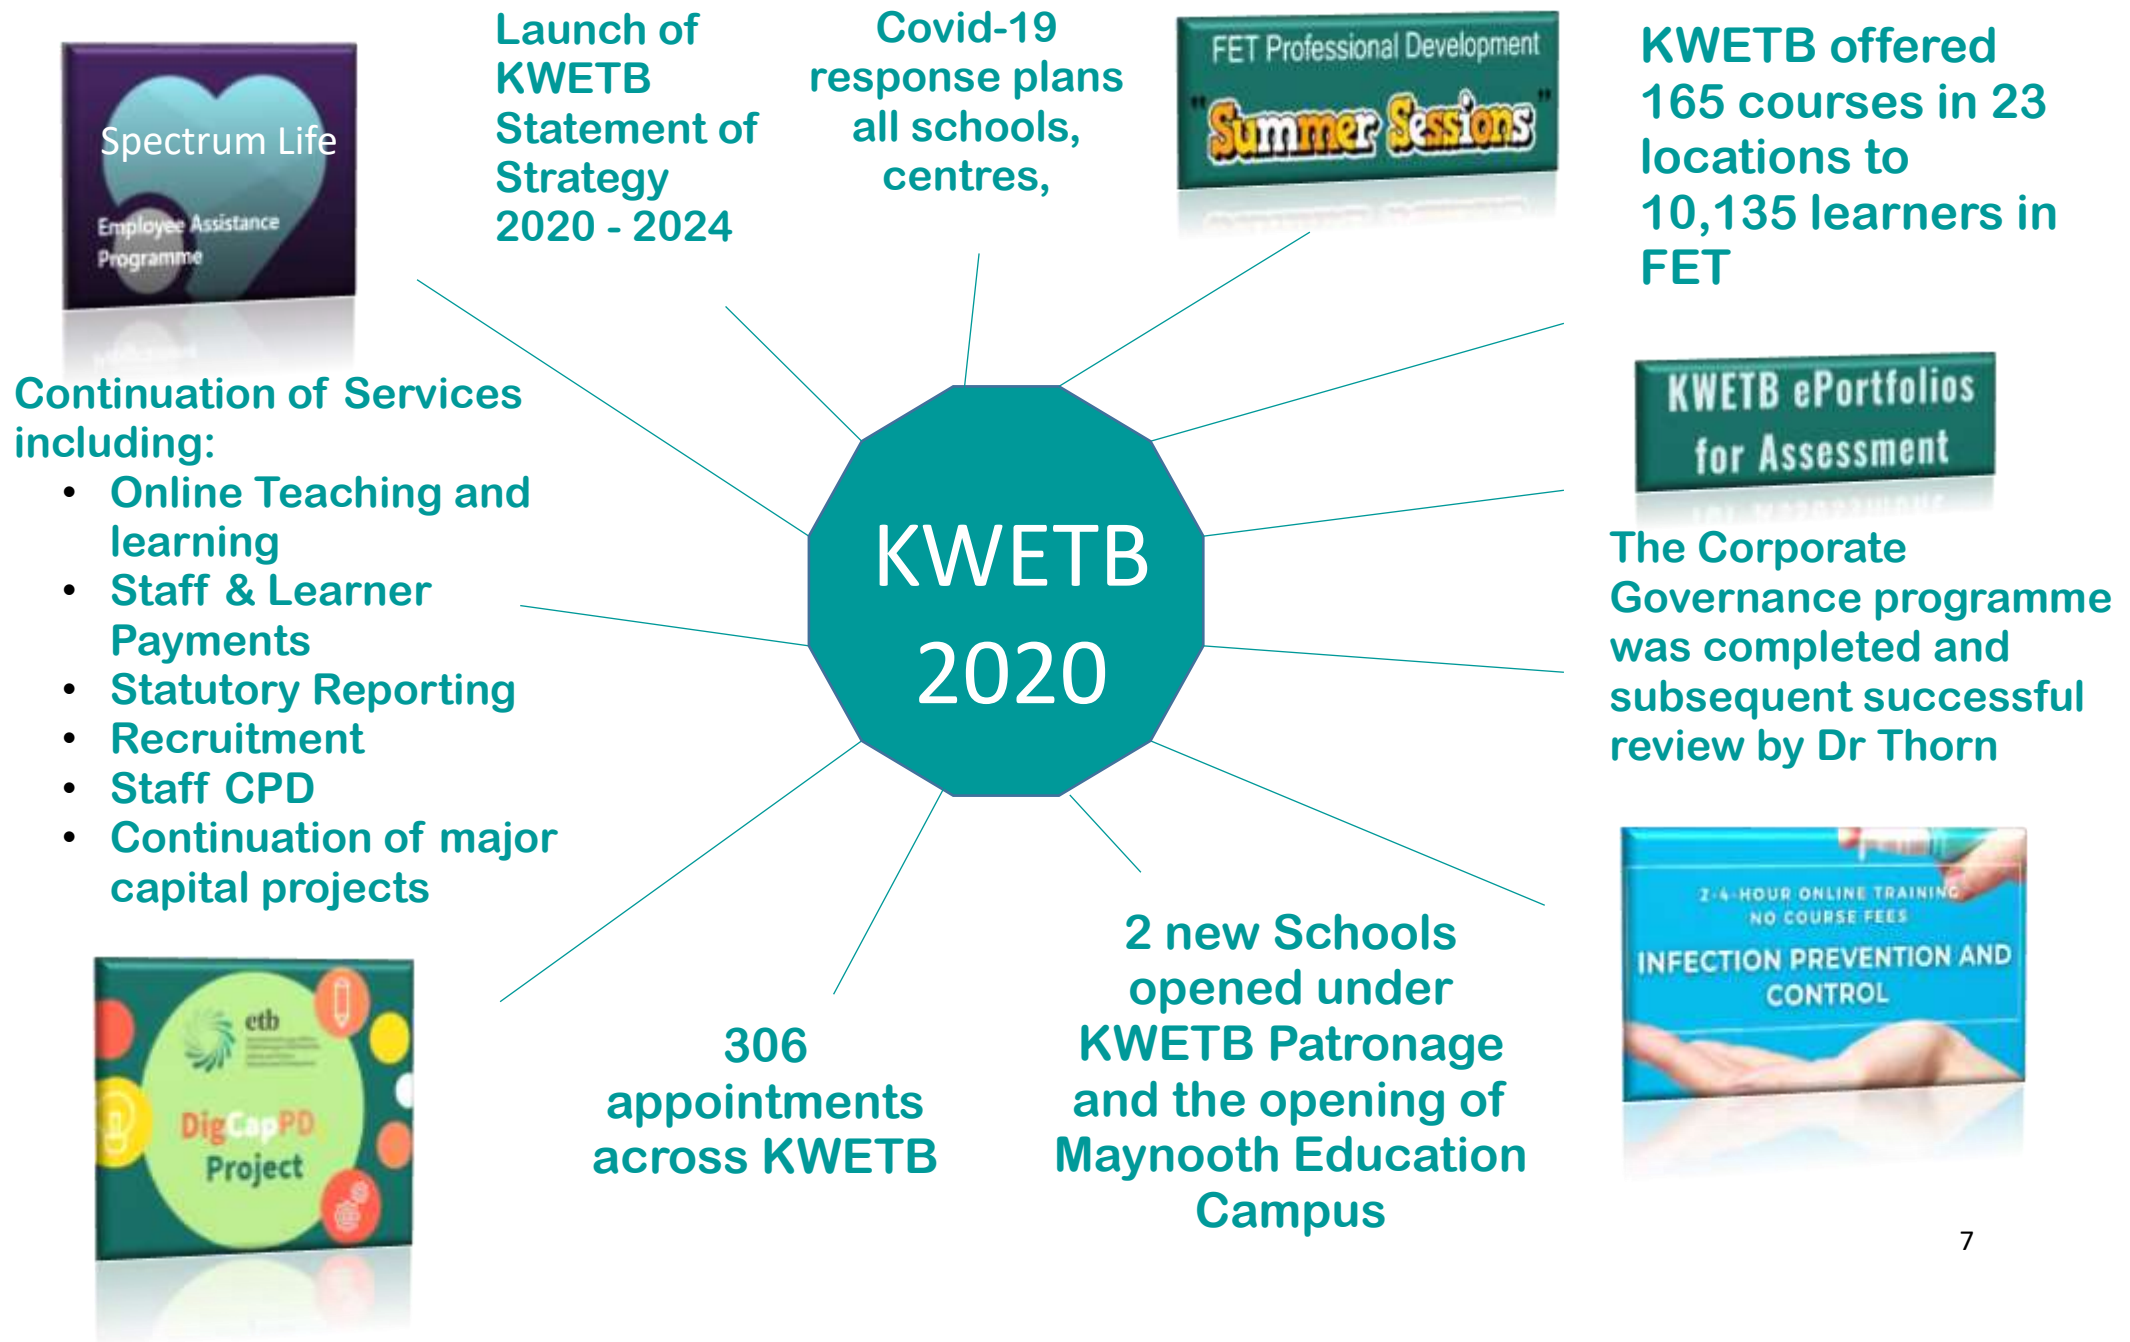 Spectrum Life
Employee Assistance
Programme
Launch of
KWETB
Statement of
Strategy
2020 - 2024
Covid-19
response plans
all schools,
centres,
FET Professional Development
"Summer Sessions"
KWETB offered
165 courses in 23
locations to
10,135 learners in
FET
KWETB ePortfolios
for Assessment
The Corporate
Governance programme
was completed and
subsequent successful
review by Dr Thorn
2-4-HOUR ONLINE TRAINING
NO COURSE FEES
INFECTION PREVENTION AND
CONTROL
2 new Schools
opened under
KWETB Patronage
and the opening of
Maynooth Education
Campus
306
appointments
across KWETB
etb
DigCapPD
Project
Continuation of Services
including:
• Online Teaching and
learning
• Staff & Learner
Payments
• Statutory Reporting
• Recruitment
• Staff CPD
• Continuation of major
capital projects
KWETB
2020
7